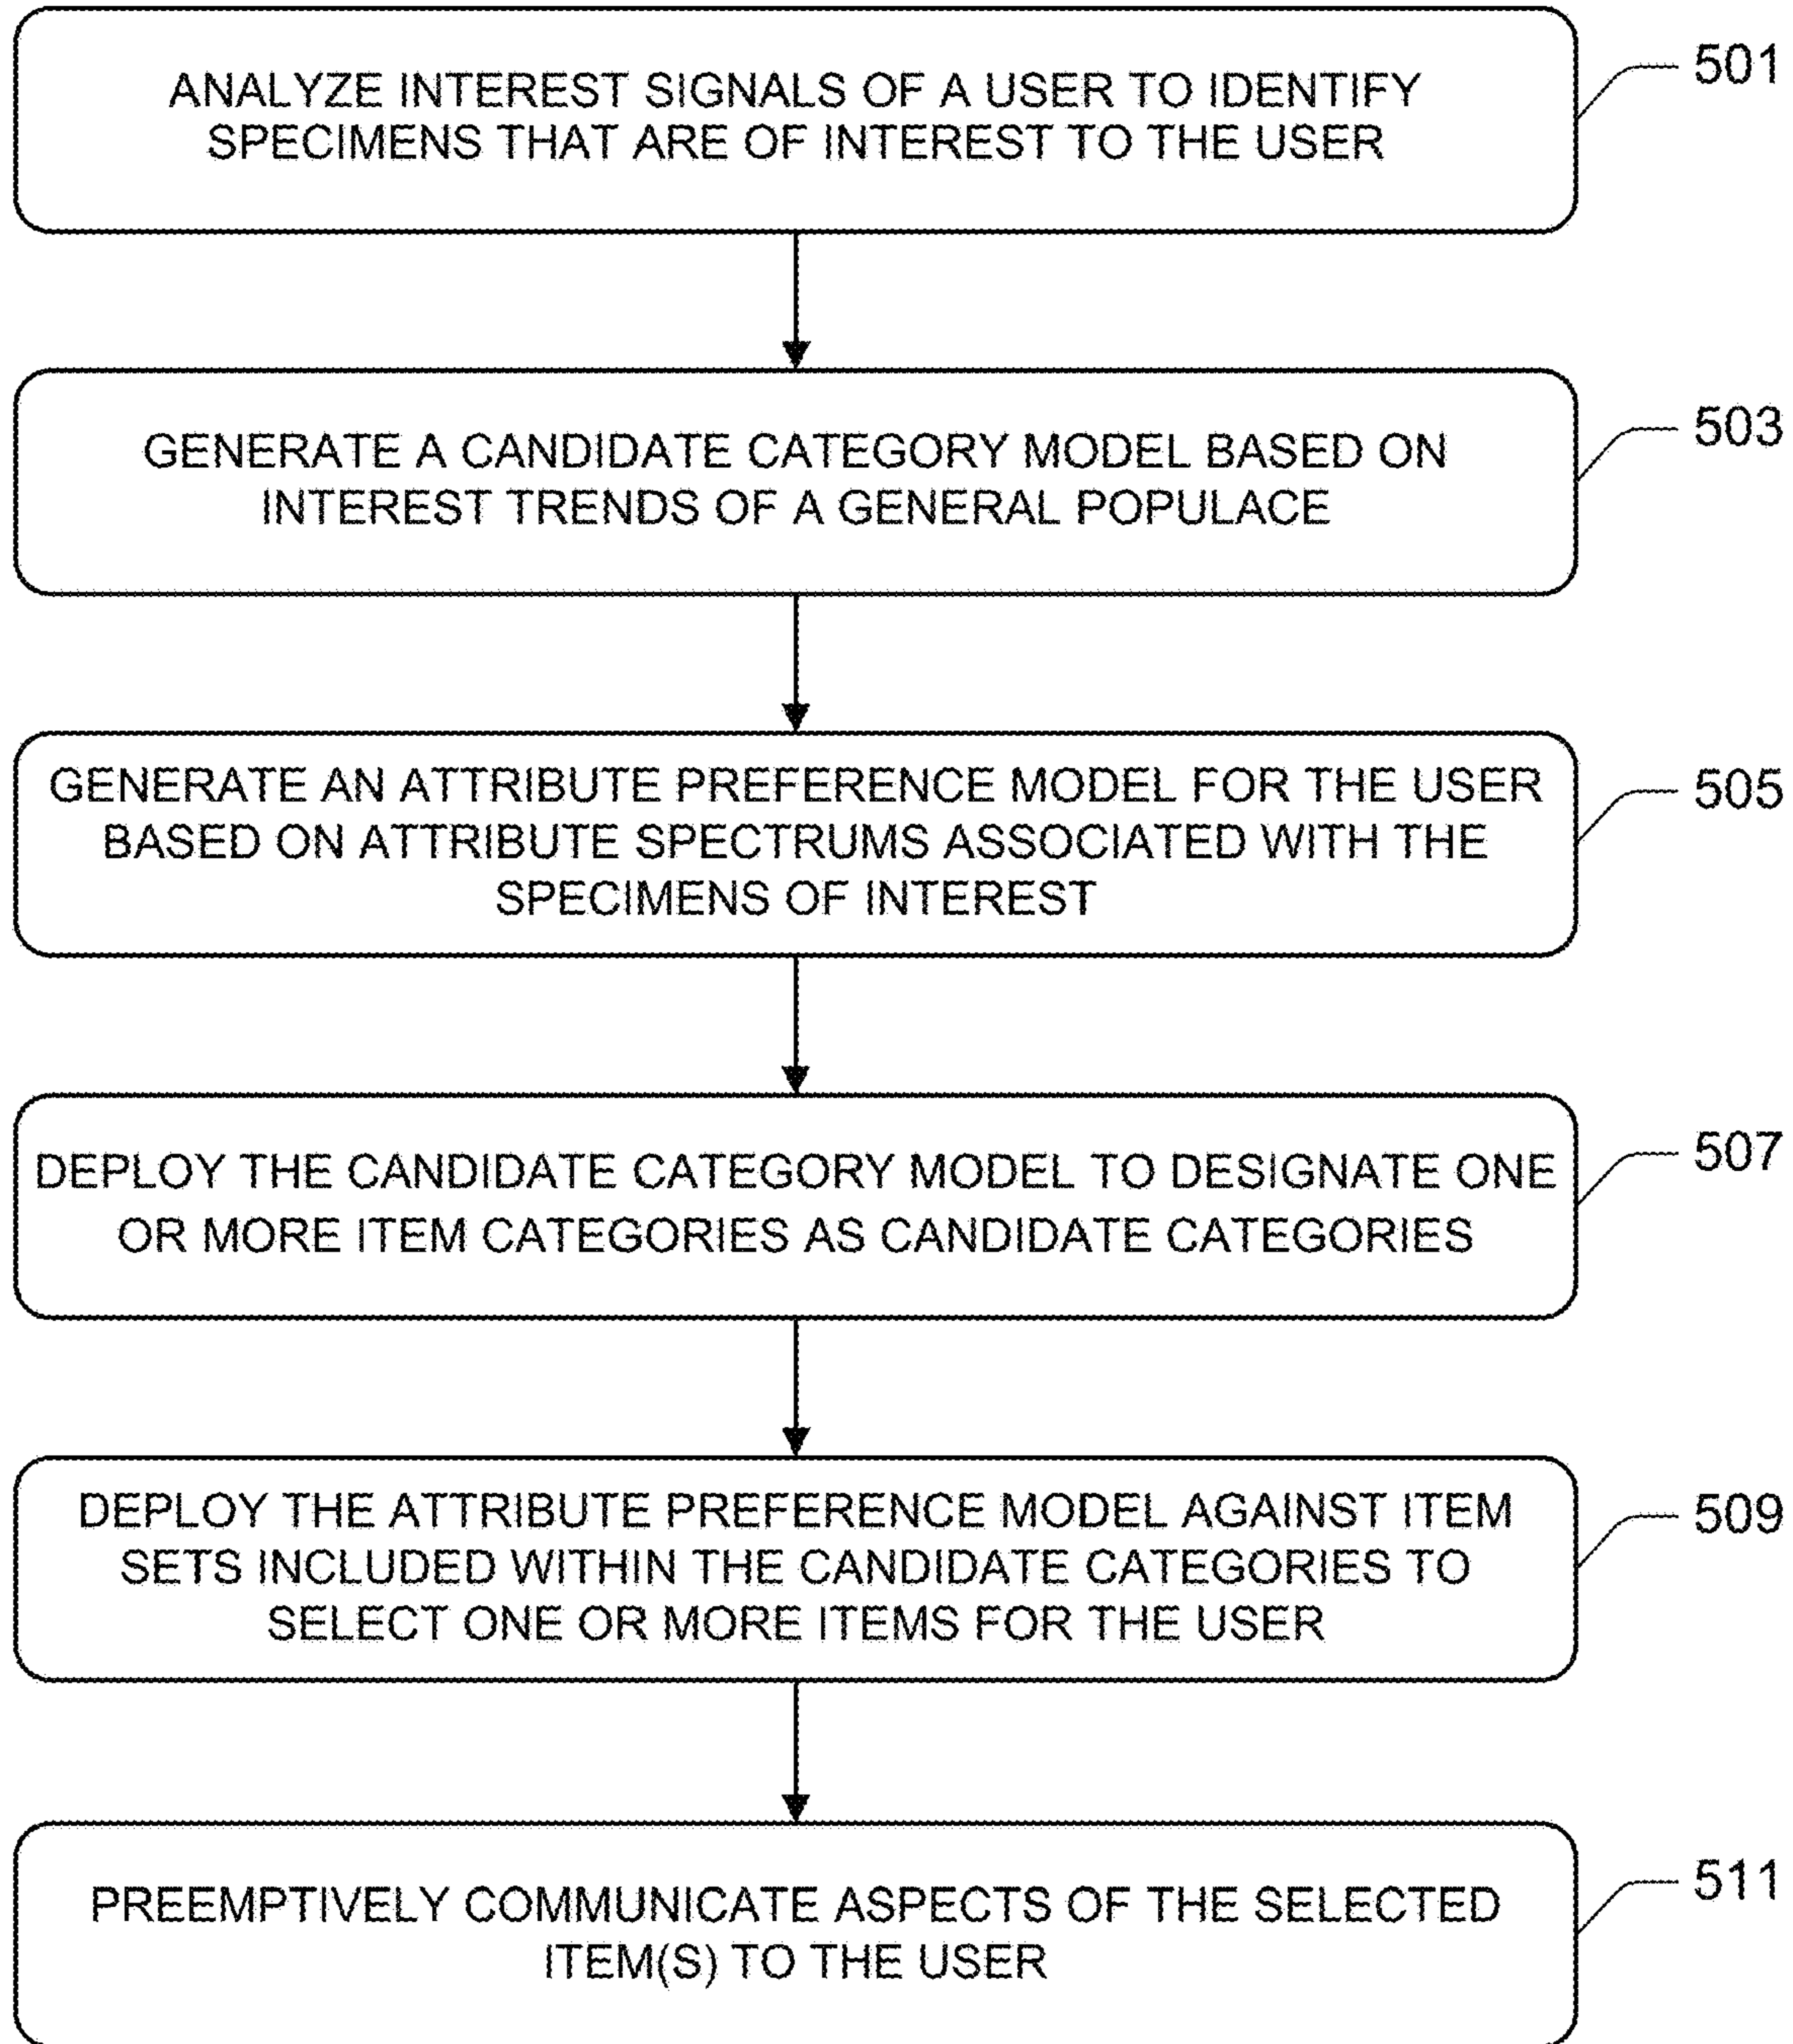 ANALYZE INTEREST SIGNALS OF A USER TO IDENTIFY
SPECIMENS THAT ARE OF INTEREST TO THE USER
501
GENERATE A CANDIDATE CATEGORY MODEL BASED ON
INTEREST TRENDS OF A GENERAL POPULACE
503
GENERATE AN ATTRIBUTE PREFERENCE MODEL FOR THE USER
BASED ON ATTRIBUTE SPECTRUMS ASSOCIATED WITH THE
SPECIMENS OF INTEREST
505
DEPLOY THE CANDIDATE CATEGORY MODEL TO DESIGNATE ONE
OR MORE ITEM CATEGORIES AS CANDIDATE CATEGORIES
507
DEPLOY THE ATTRIBUTE PREFERENCE MODEL AGAINST ITEM
SETS INCLUDED WITHIN THE CANDIDATE CATEGORIES TO
SELECT ONE OR MORE ITEMS FOR THE USER
509
PREEMPTIVELY COMMUNICATE ASPECTS OF THE SELECTED
ITEM(S) TO THE USER
511